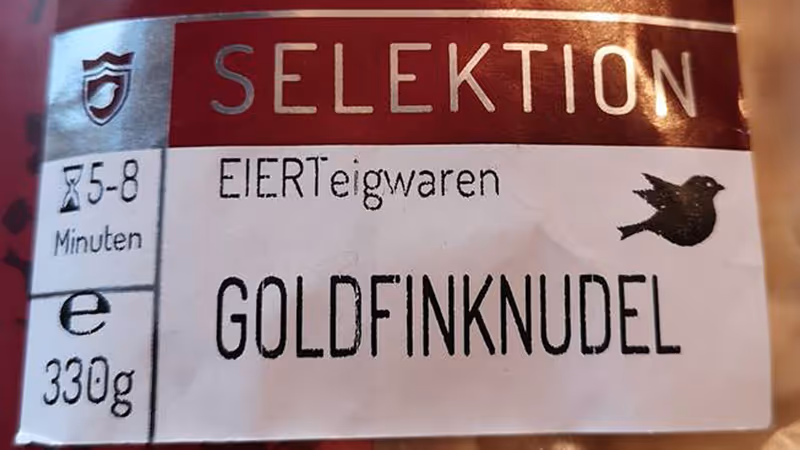 SELEKTION
5-8
Minuten
EIERTeigwaren
GOLDFINKNUDEL
e
330g